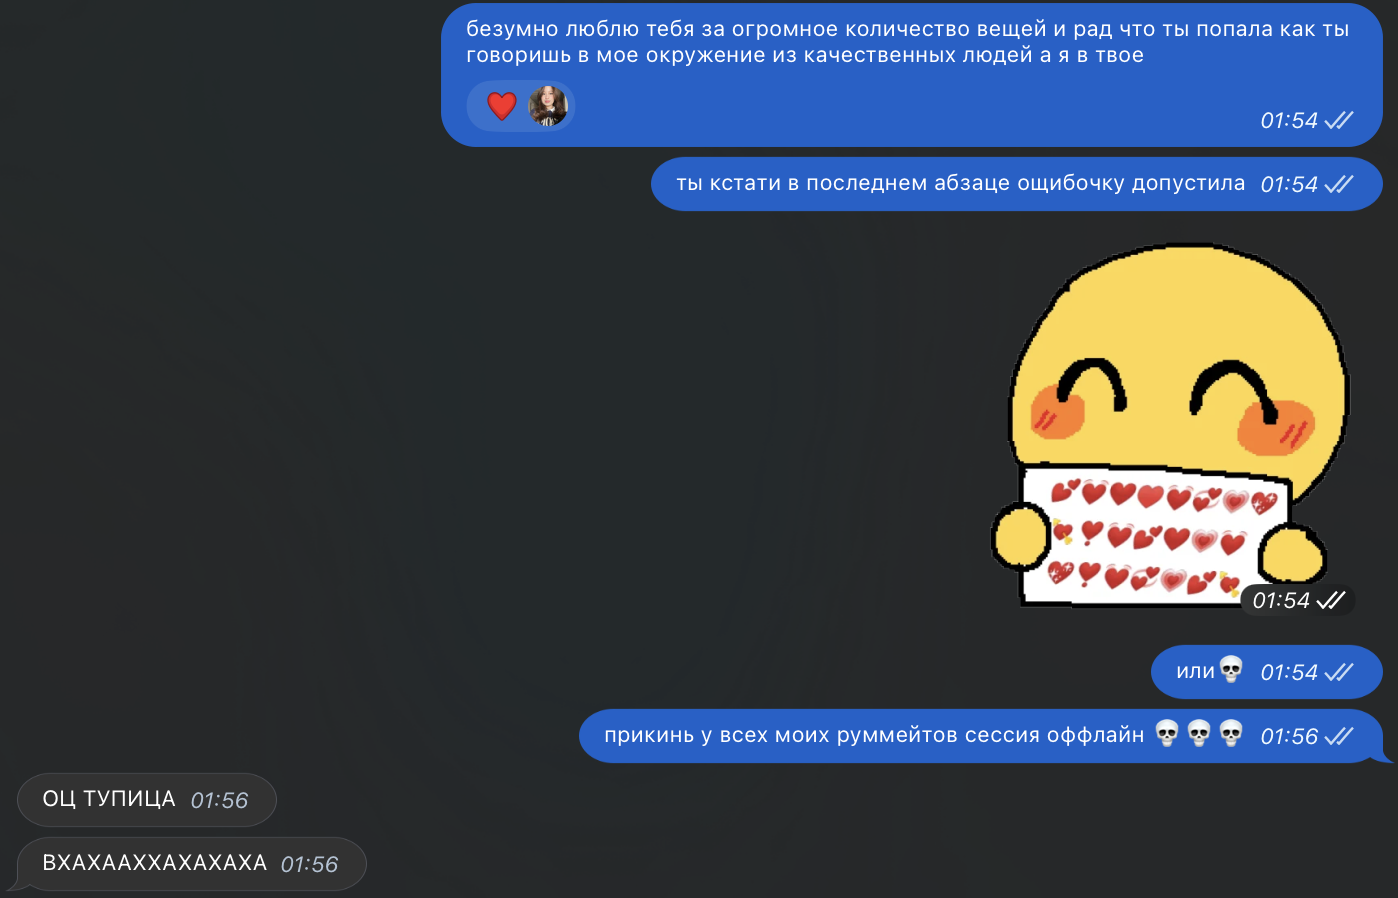 безумно люблю тебя за огромное количество вещей и рад что ты попала как ты
говоришь в мое окружение из качественных людей а я в твое
❤️ 01:54
ты кстати в последнем абзаце ощибочку допустила 01:54
01:54
или💀 01:54
прикинь у всех моих руммейтов сессия оффлайн 💀💀💀 01:56
ОЦ ТУПИЦА 01:56
ВХАХААХХАХАХАХА 01:56